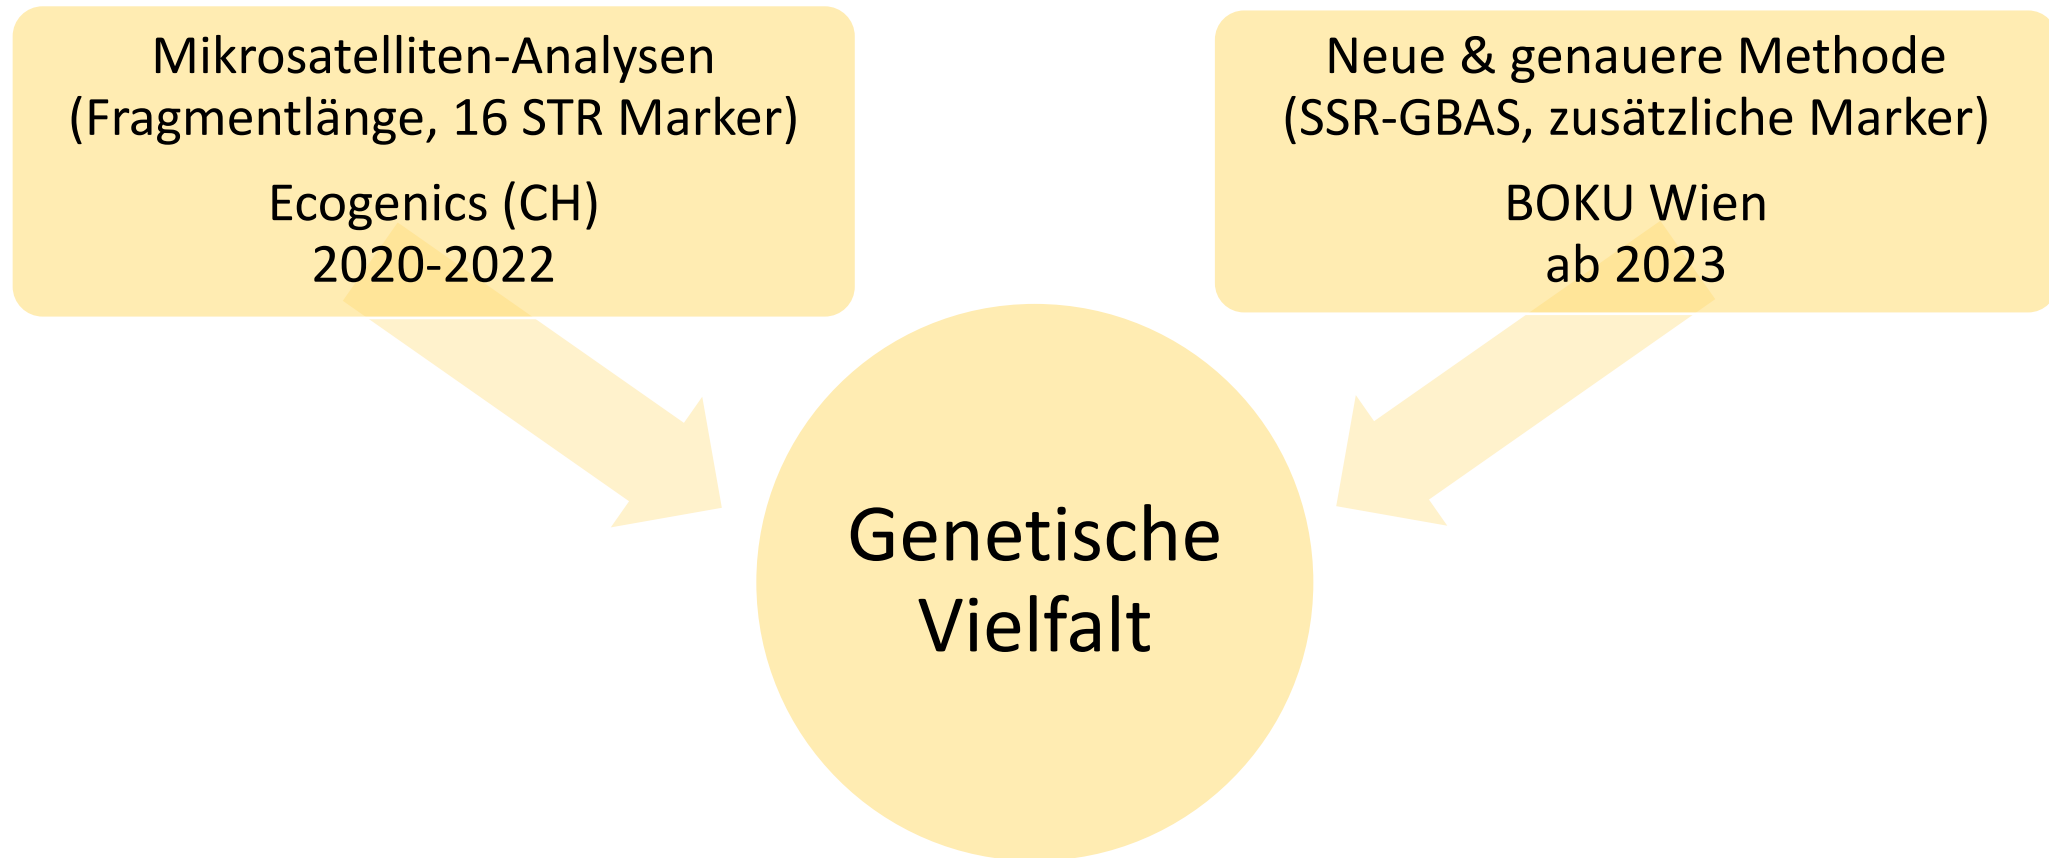 Mikrosatelliten-Analysen
(Fragmentlänge, 16 STR Marker)
Ecogenics (CH)
2020-2022
Neue & genauere Methode
(SSR-GBAS, zusätzliche Marker)
BOKU Wien
ab 2023
Genetische
Vielfalt